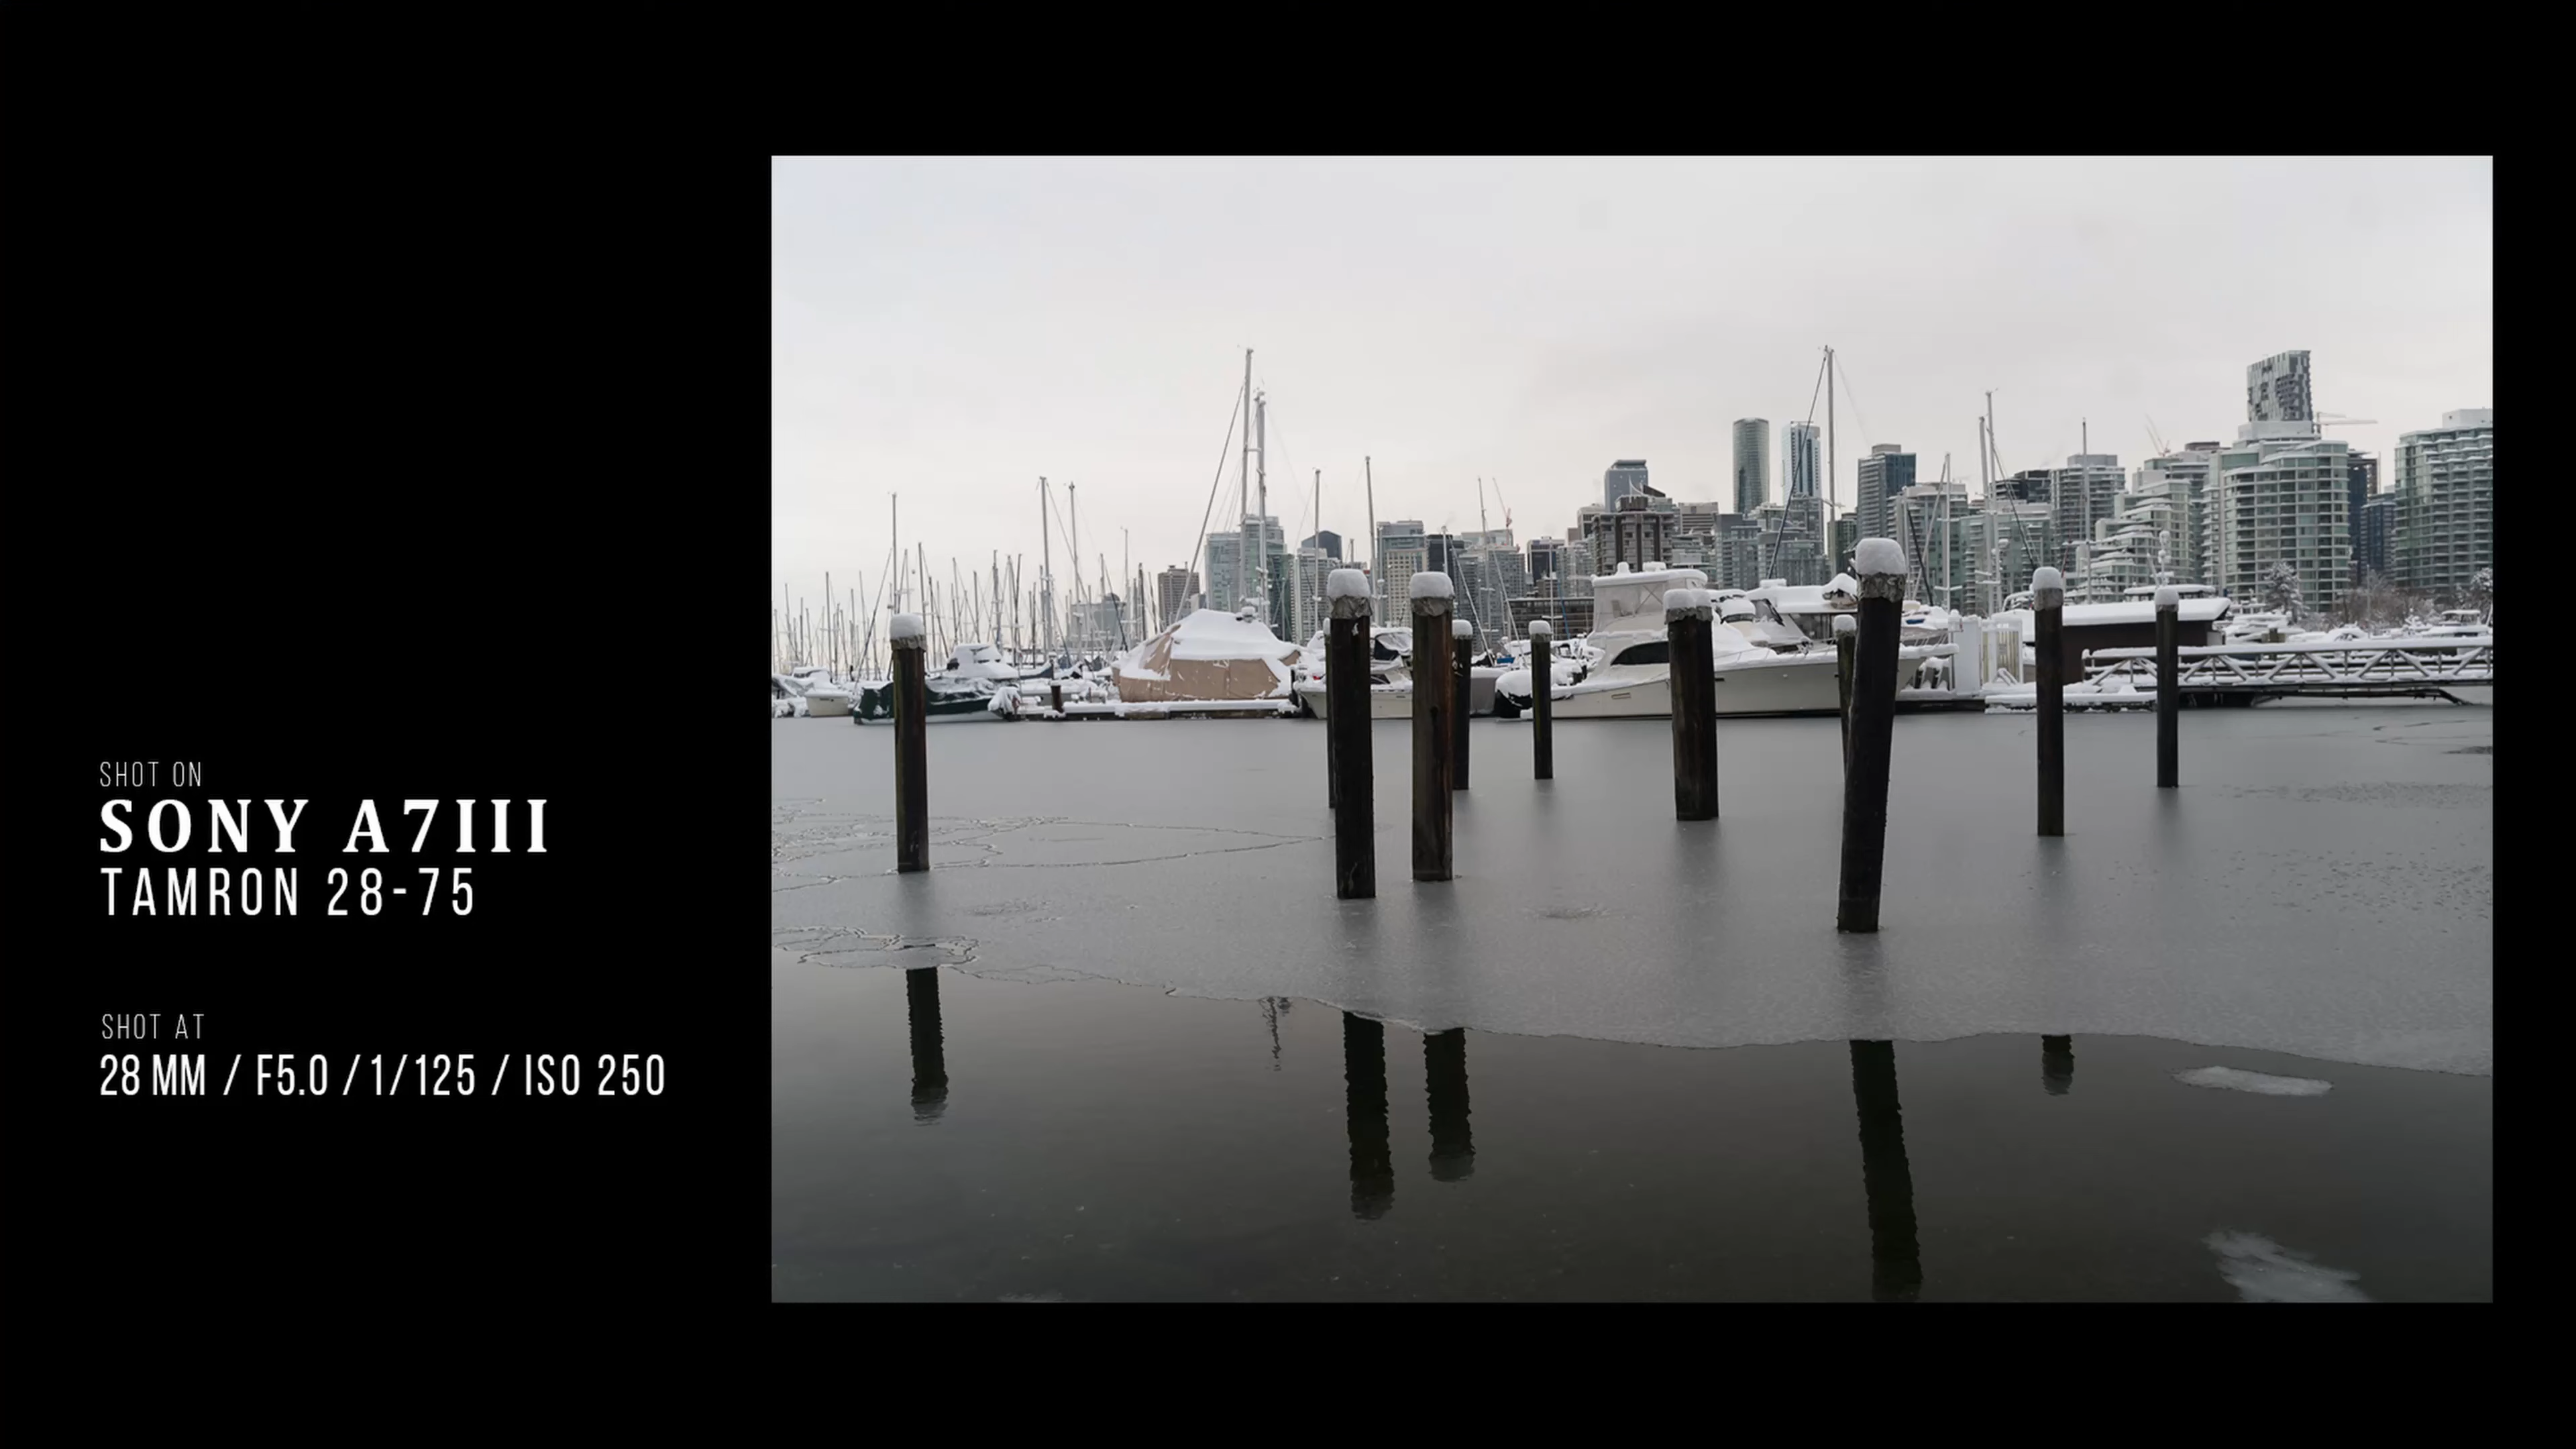 SHOT ON
SONY A7III
TAMRON 28-75
SHOT AT
28 MM / F5.0 / 1/125 / ISO 250